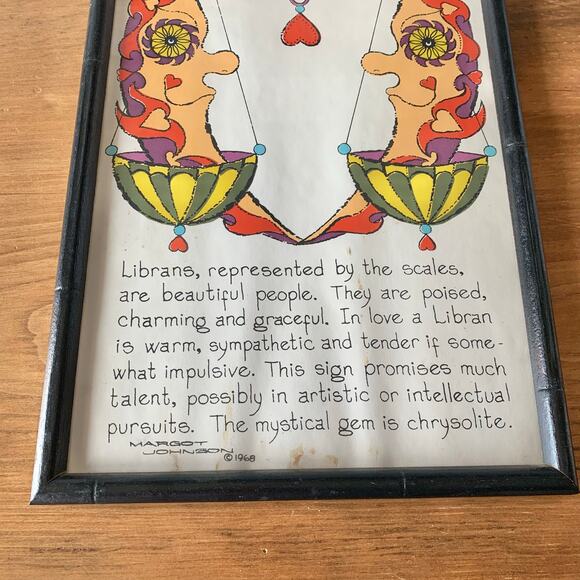 Librans, represented by the scales,
are beautiful people. They are poised,
charming and graceful. In love a Libran
is warm, sympathetic and tender if some-
what impulsive. This sign promises much
talent, possibly in artistic or intellectual
pursuits. The mystical gem is chrysolite.
MARGOT
JOHNSON © 1968